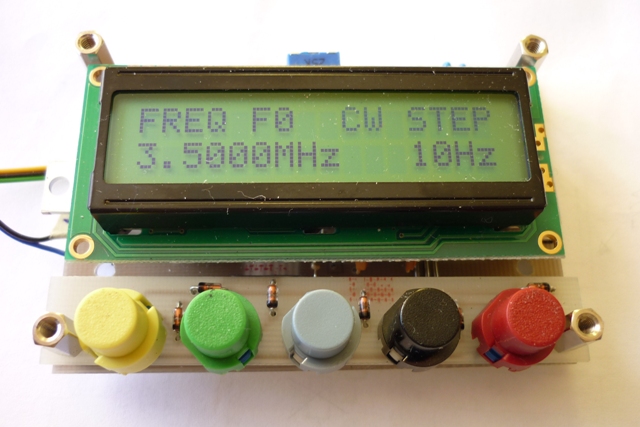 FREQ F0 CW STEP
3.5000MHz 10Hz